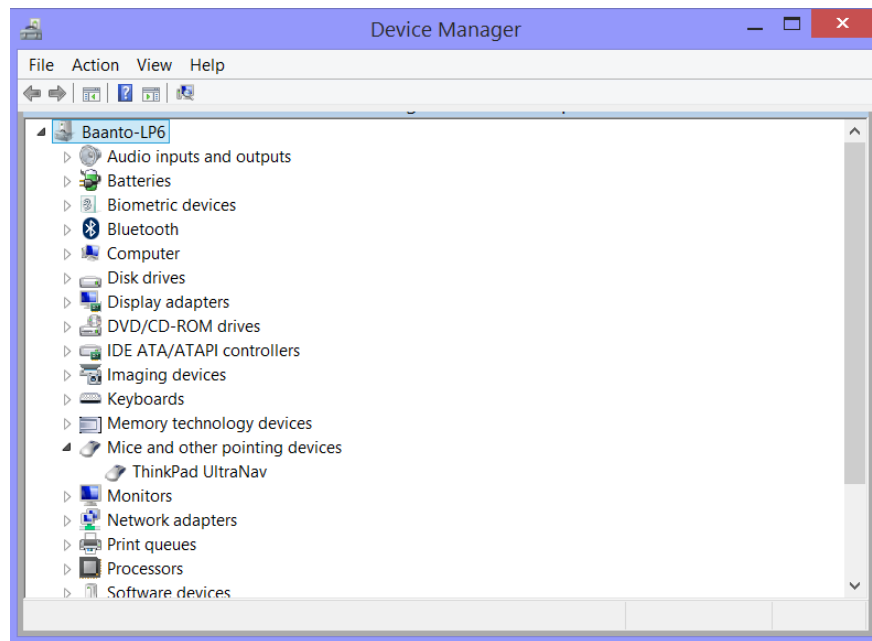 Device Manager
File Action View Help
Baanto-LP6
Audio inputs and outputs
Batteries
Biometric devices
Bluetooth
Computer
Disk drives
Display adapters
DVD/CD-ROM drives
IDE ATA/ATAPI controllers
Imaging devices
Keyboards
Memory technology devices
Mice and other pointing devices
ThinkPad UltraNav
Monitors
Network adapters
Print queues
Processors
Software devices